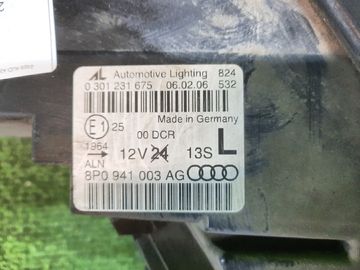 AL Automotive Lighting 824
0 301 231 675 06.02.06 532
Made in Germany
E1 25
00 DCR
1964
ALN
12V 24 13S L
8P0 941 003 AG